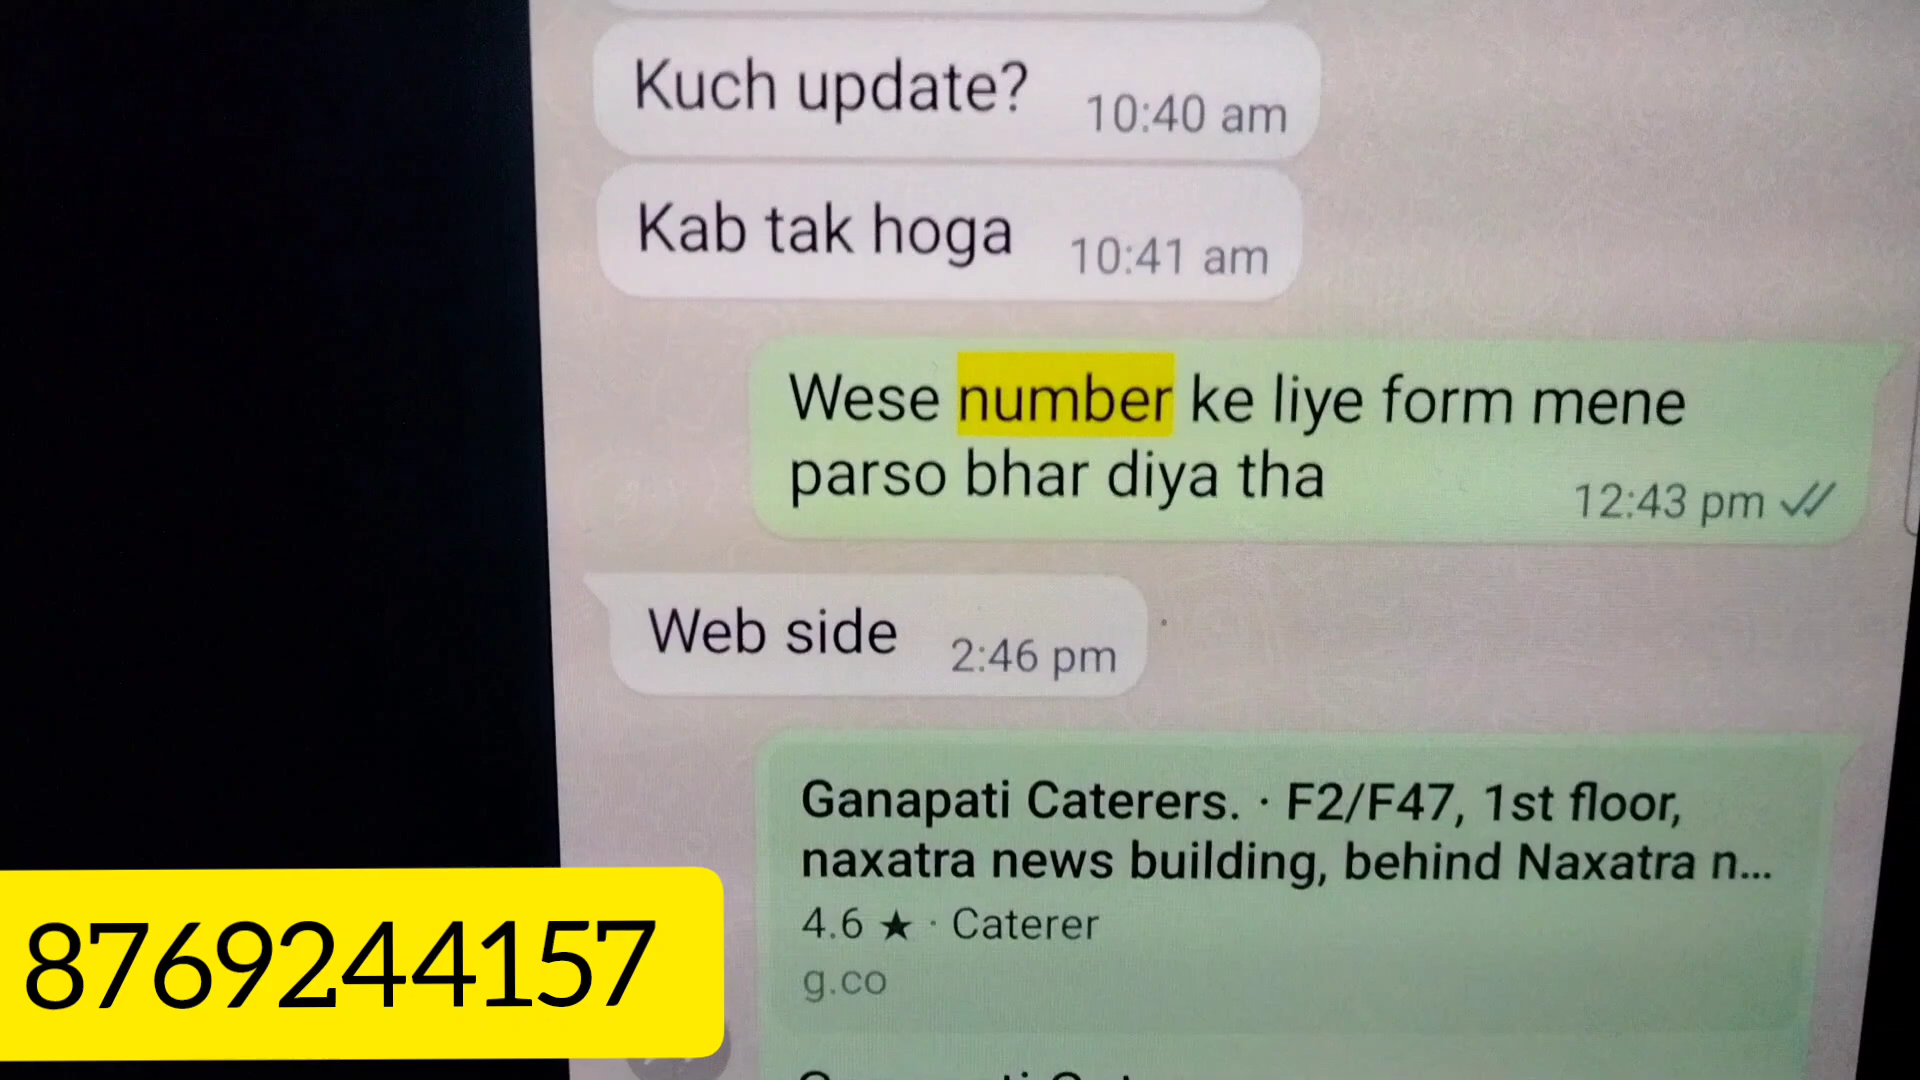 Kuch update?
10:40 am
Kab tak hoga
10:41 am
Wese number ke liye form mene
parso bhar diya tha
12:43 pm
Web side
2:46 pm
Ganapati Caterers. · F2/F47, 1st floor,
naxatra news building, behind Naxatra n...
4.6 ★ · Caterer
g.co
8769244157